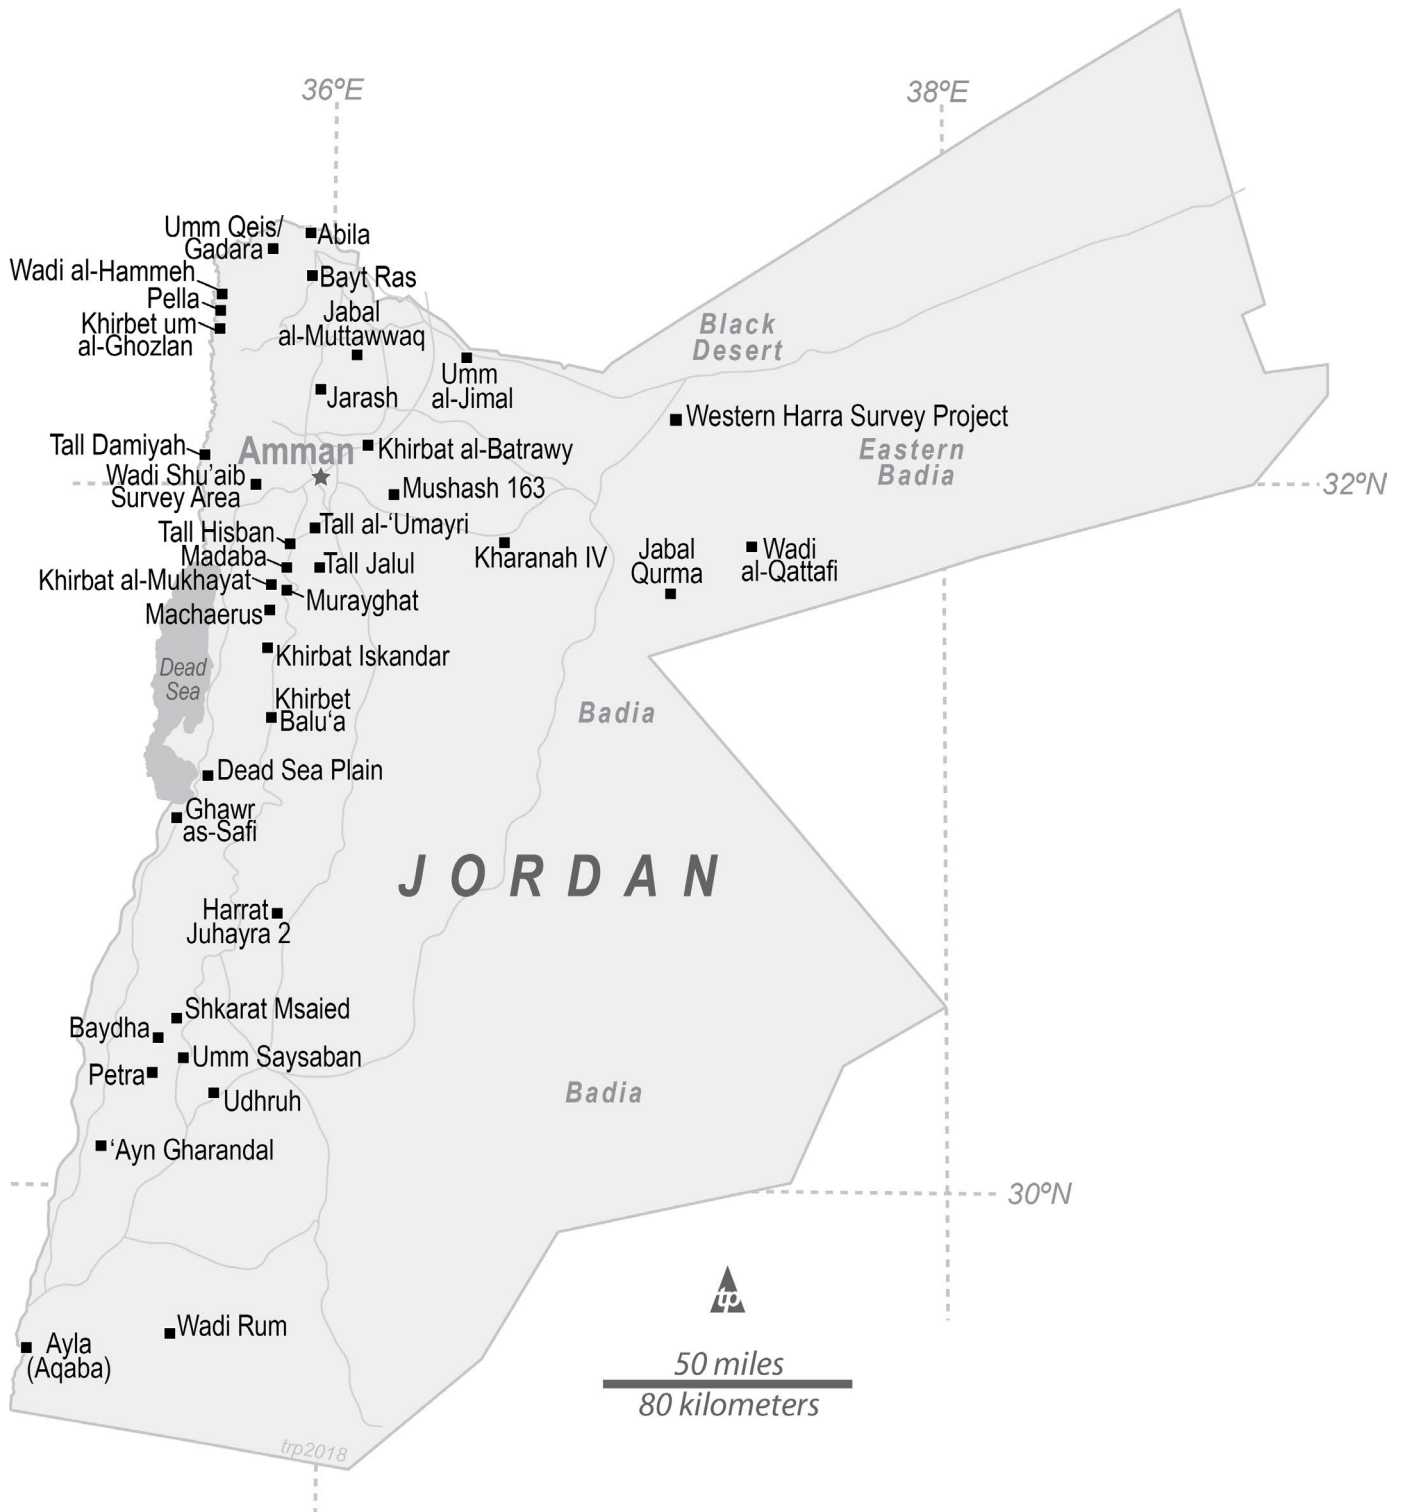 36ºE
38ºE
Umm Qeis/
Gadara
Abila
Wadi al-Hammeh
Bayt Ras
Pella
Khirbet um
al-Ghozlan
Jabal
al-Muttawwaq
Black
Desert
Umm
al-Jimal
Jarash
Western Harra Survey Project
Eastern
Badia
Tall Damiyah
Amman
Khirbat al-Batrawy
Wadi Shu’aib
Survey Area
Mushash 163
32ºN
Tall al-‘Umayri
Tall Hisban
Madaba
Tall Jalul
Kharanah IV
Jabal
Qurma
Wadi
al-Qattafi
Khirbat al-Mukhayat
Murayghat
Machaerus
Khirbat Iskandar
Dead
Sea
Khirbet
Balu‘a
Badia
Dead Sea Plain
Ghawr
as-Safi
JORDAN
Harrat
Juhayra 2
Shkarat Msaied
Baydha
Umm Saysaban
Petra
Udhruh
Badia
‘Ayn Gharandal
30ºN
tp
Wadi Rum
Ayla
(Aqaba)
50 miles
80 kilometers
trp2018